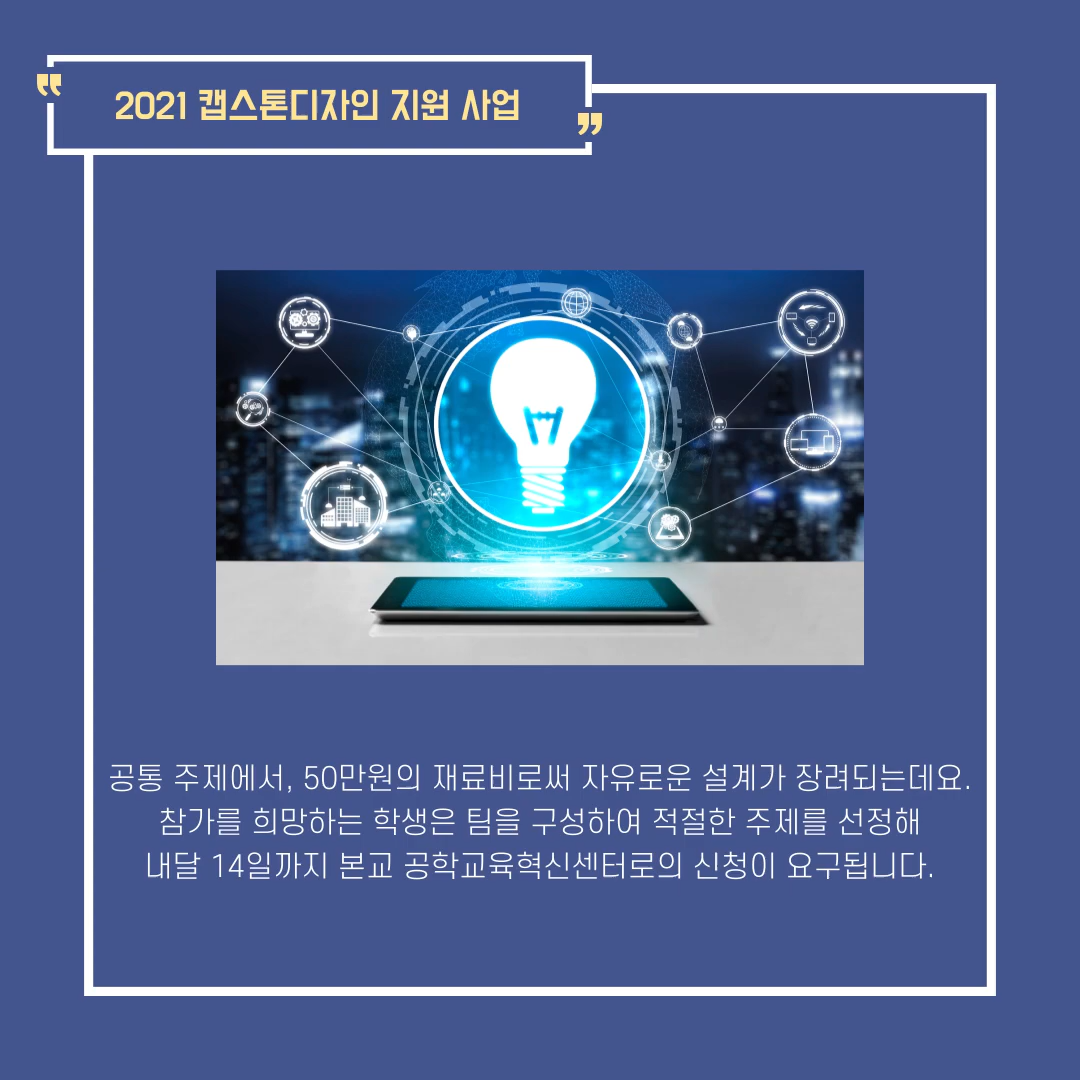 2021 캡스톤디자인 지원 사업
공통 주제에서, 50만원의 재료비로써 자유로운 설계가 장려되는데요.
참가를 희망하는 학생은 팀을 구성하여 적절한 주제를 선정해
내달 14일까지 본교 공학교육혁신센터로의 신청이 요구됩니다.